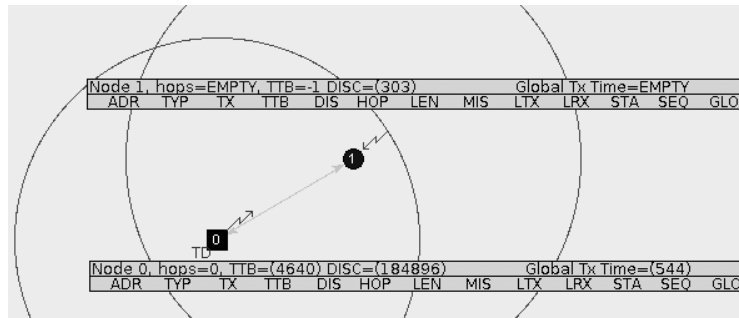 Node 1, hops=EMPTY, TTB=-1 DISC=(303) Global Tx Time=EMPTY
ADR TYP TX TTB DIS HOP LEN MIS LTX LRX STA SEQ GLO
1
0
TD
Node 0, hops=0, TTB=(4640) DISC=(184896) Global Tx Time=(544)
ADR TYP TX TTB DIS HOP LEN MIS LTX LRX STA SEQ GLO